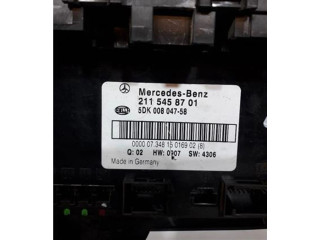 Mercedes-Benz
211 545 87 01
HELLA
5DK 008 047-58
0000 07.348 15 0169 02 (B)
Q: 02 HW: 0907 SW: 4306
Made in Germany